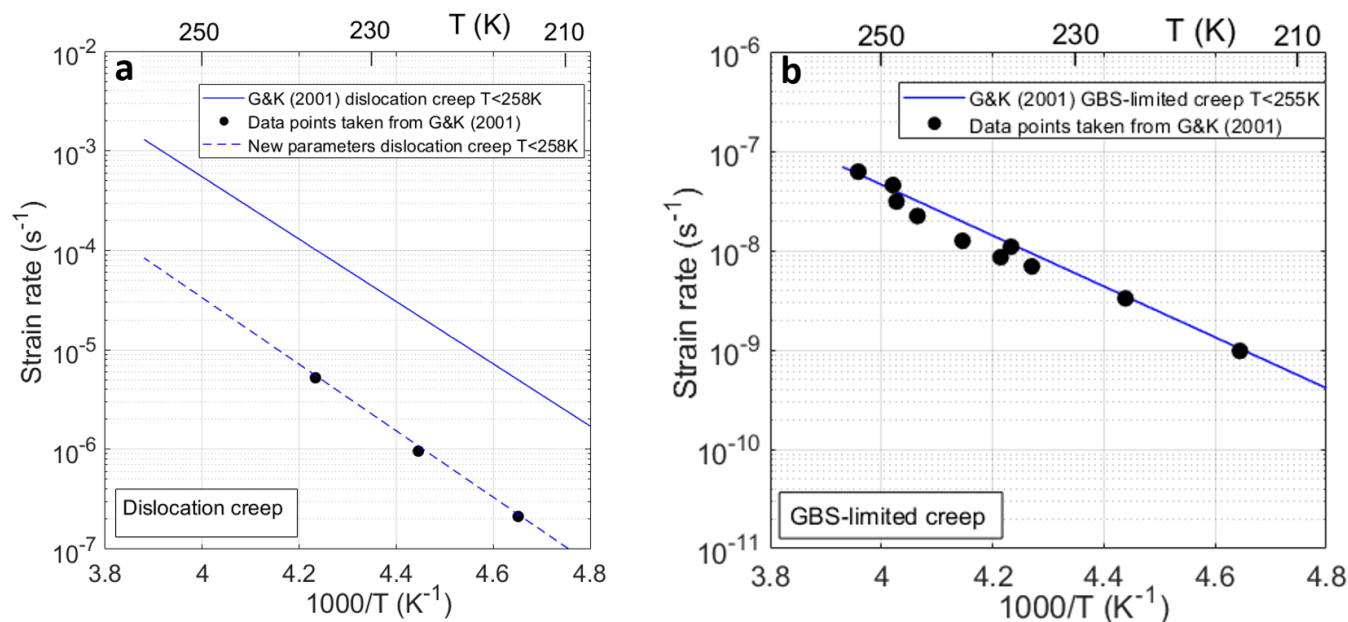 250 230 T (K) 210
a
10⁻²
10⁻³
10⁻⁴
10⁻⁵
10⁻⁶
10⁻⁷
Strain rate (s⁻¹)
G&K (2001) dislocation creep T<258K
Data points taken from G&K (2001)
New parameters dislocation creep T<258K
Dislocation creep
3.8 4 4.2 4.4 4.6 4.8
1000/T (K⁻¹)
250 230 T (K) 210
b
10⁻⁶
10⁻⁷
10⁻⁸
10⁻⁹
10⁻¹⁰
10⁻¹¹
Strain rate (s⁻¹)
G&K (2001) GBS-limited creep T<255K
Data points taken from G&K (2001)
GBS-limited creep
3.8 4 4.2 4.4 4.6 4.8
1000/T (K⁻¹)